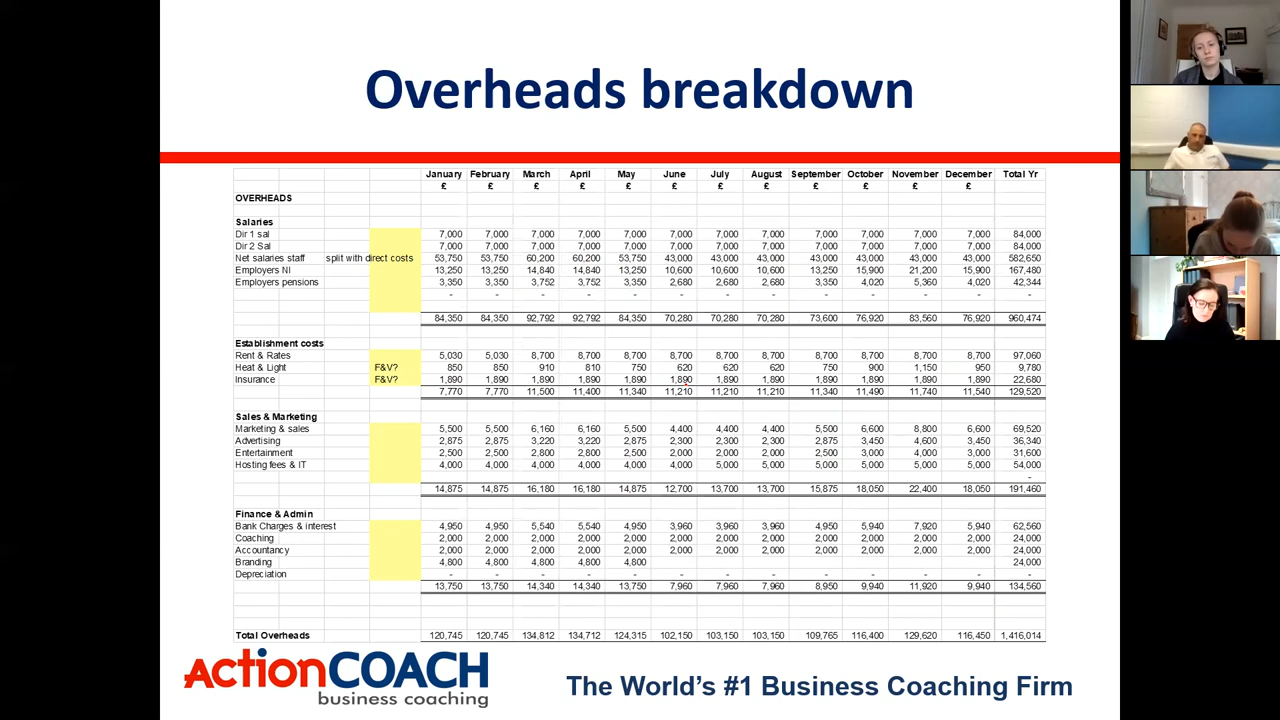 Overheads breakdown
January February March April May June July August September October November December Total Yr
£ £ £ £ £ £ £ £ £ £ £ £
OVERHEADS
Salaries
Dir 1 sal 7,000 7,000 7,000 7,000 7,000 7,000 7,000 7,000 7,000 7,000 7,000 7,000 84,000
Dir 2 Sal 7,000 7,000 7,000 7,000 7,000 7,000 7,000 7,000 7,000 7,000 7,000 7,000 84,000
Net salaries staff split with direct costs 53,750 53,750 60,200 60,200 53,750 43,000 43,000 43,000 43,000 43,000 43,000 43,000 582,650
Employers NI 13,250 13,250 14,840 14,840 13,250 10,600 10,600 10,600 13,250 15,900 21,200 15,900 167,480
Employers pensions 3,350 3,350 3,752 3,752 3,350 2,680 2,680 2,680 3,350 4,020 5,360 4,020 42,344
- - - - - - - - - - - - -
84,350 84,350 92,792 92,792 84,350 70,280 70,280 70,280 73,600 76,920 83,560 76,920 960,474
Establishment costs
Rent & Rates 5,030 5,030 8,700 8,700 8,700 8,700 8,700 8,700 8,700 8,700 8,700 8,700 97,060
Heat & Light F&V? 850 850 910 810 750 620 620 620 750 900 1,150 950 9,780
Insurance F&V? 1,890 1,890 1,890 1,890 1,890 1,890 1,890 1,890 1,890 1,890 1,890 1,890 22,680
7,770 7,770 11,500 11,400 11,340 11,210 11,210 11,210 11,340 11,490 11,740 11,540 129,520
Sales & Marketing
Marketing & sales 5,500 5,500 6,160 6,160 5,500 4,400 4,400 4,400 5,500 6,600 8,800 6,600 69,520
Advertising 2,875 2,875 3,220 3,220 2,875 2,300 2,300 2,300 2,875 3,450 4,600 3,450 36,340
Entertainment 2,500 2,500 2,800 2,800 2,500 2,000 2,000 2,000 2,500 3,000 4,000 3,000 31,600
Hosting fees & IT 4,000 4,000 4,000 4,000 4,000 4,000 5,000 5,000 5,000 5,000 5,000 5,000 54,000
-
14,875 14,875 16,180 16,180 14,875 12,700 13,700 13,700 15,875 18,050 22,400 18,050 191,460
Finance & Admin
Bank Charges & interest 4,950 4,950 5,540 5,540 4,950 3,960 3,960 3,960 4,950 5,940 7,920 5,940 62,560
Coaching 2,000 2,000 2,000 2,000 2,000 2,000 2,000 2,000 2,000 2,000 2,000 2,000 24,000
Accountancy 2,000 2,000 2,000 2,000 2,000 2,000 2,000 2,000 2,000 2,000 2,000 2,000 24,000
Branding 4,800 4,800 4,800 4,800 4,800 24,000
Depreciation - - - - - - - - - - - - -
13,750 13,750 14,340 14,340 13,750 7,960 7,960 7,960 8,950 9,940 11,920 9,940 134,560
Total Overheads 120,745 120,745 134,812 134,712 124,315 102,150 103,150 103,150 109,765 116,400 129,620 116,450 1,416,014
ActionCOACH
business coaching
The World's #1 Business Coaching Firm